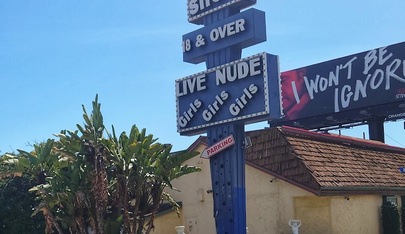 18 & OVER
LIVE NUDE
Girls Girls Girls
PARKING
I WON'T BE
IGNOR